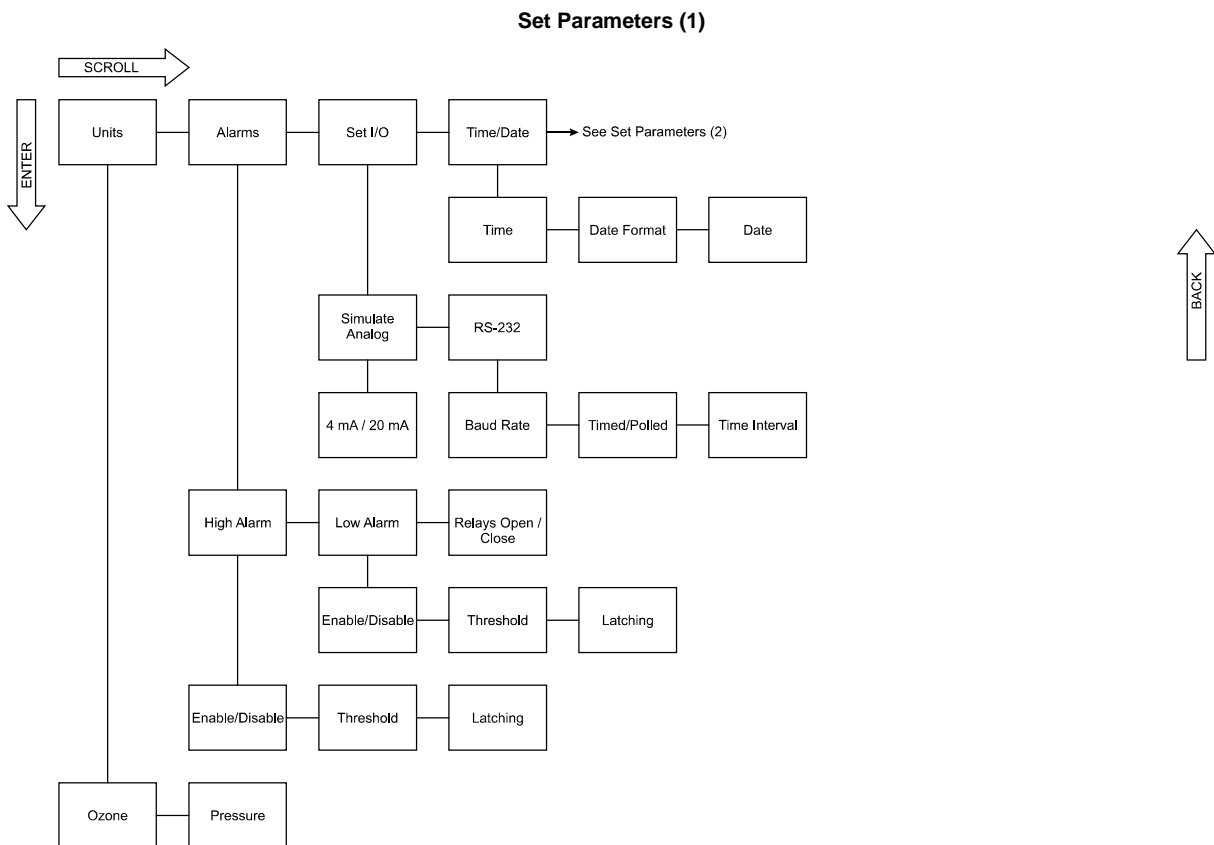 Set Parameters (1)
SCROLL
ENTER
Units
Alarms
Set I/O
Time/Date
See Set Parameters (2)
Time
Date Format
Date
BACK
Simulate
Analog
RS-232
4 mA / 20 mA
Baud Rate
Timed/Polled
Time Interval
High Alarm
Low Alarm
Relays Open /
Close
Enable/Disable
Threshold
Latching
Enable/Disable
Threshold
Latching
Ozone
Pressure